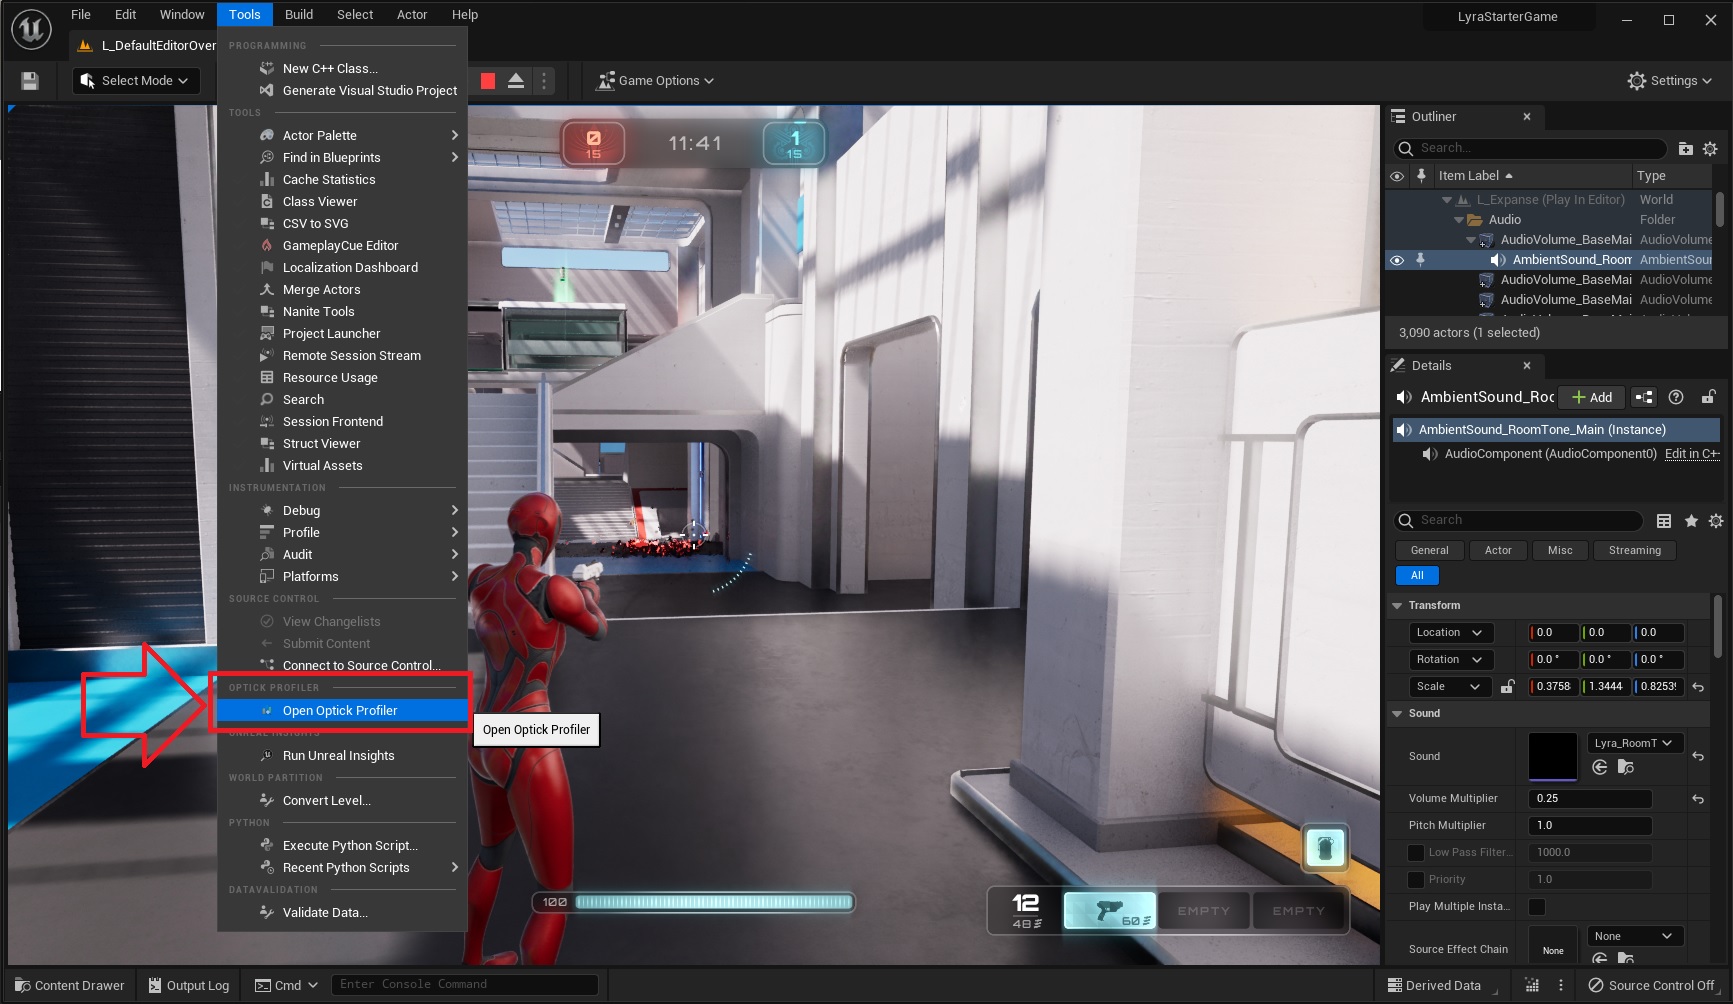 File Edit Window Tools Build Select Actor Help
LyraStarterGame
L_DefaultEditorOver
Select Mode
Game Options
Settings
PROGRAMMING
New C++ Class...
Generate Visual Studio Project
TOOLS
Actor Palette
Find in Blueprints
Cache Statistics
Class Viewer
CSV to SVG
GameplayCue Editor
Localization Dashboard
Merge Actors
Nanite Tools
Project Launcher
Remote Session Stream
Resource Usage
Search
Session Frontend
Struct Viewer
Virtual Assets
INSTRUMENTATION
Debug
Profile
Audit
Platforms
SOURCE CONTROL
View Changelists
Submit Content
Connect to Source Control...
OPTICK PROFILER
Open Optick Profiler
Open Optick Profiler
UNREAL INSIGHTS
Run Unreal Insights
WORLD PARTITION
Convert Level...
PYTHON
Execute Python Script...
Recent Python Scripts
DATAVALIDATION
Validate Data...
0
15
11:41
1
15
100
12
48
60
EMPTY
EMPTY
Outliner
Search...
Item Label Type
L_Expanse (Play In Editor) World
Audio Folder
AudioVolume_BaseMai AudioVolume
AmbientSound_Room AmbientSoun
AudioVolume_BaseMai AudioVolume
AudioVolume_BaseMai AudioVolume
3,090 actors (1 selected)
Details
AmbientSound_Roo
Add
AmbientSound_RoomTone_Main (Instance)
AudioComponent (AudioComponent0) Edit in C++
Search
General Actor Misc Streaming
All
Transform
Location 0.0 0.0 0.0
Rotation 0.0 ° 0.0 ° 0.0 °
Scale 0.3758 1.3444 0.8253
Sound
Sound Lyra_RoomT
Volume Multiplier 0.25
Pitch Multiplier 1.0
Low Pass Filter... 1000.0
Priority 1.0
Play Multiple Insta...
Source Effect Chain None None
Content Drawer Output Log Cmd Enter Console Command
Derived Data Source Control Off